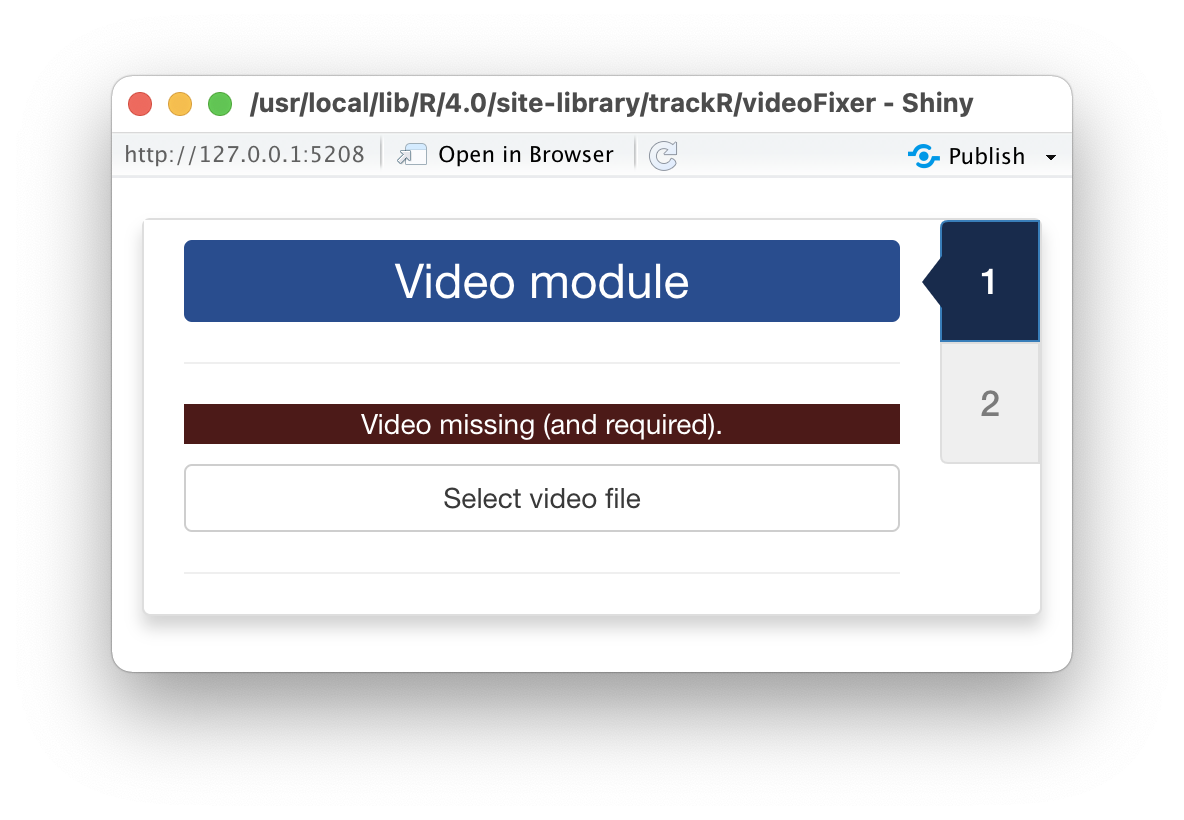 /usr/local/lib/R/4.0/site-library/trackR/videoFixer - Shiny
http://127.0.0.1:5208 Open in Browser Publish
Video module
1
Video missing (and required).
2
Select video file